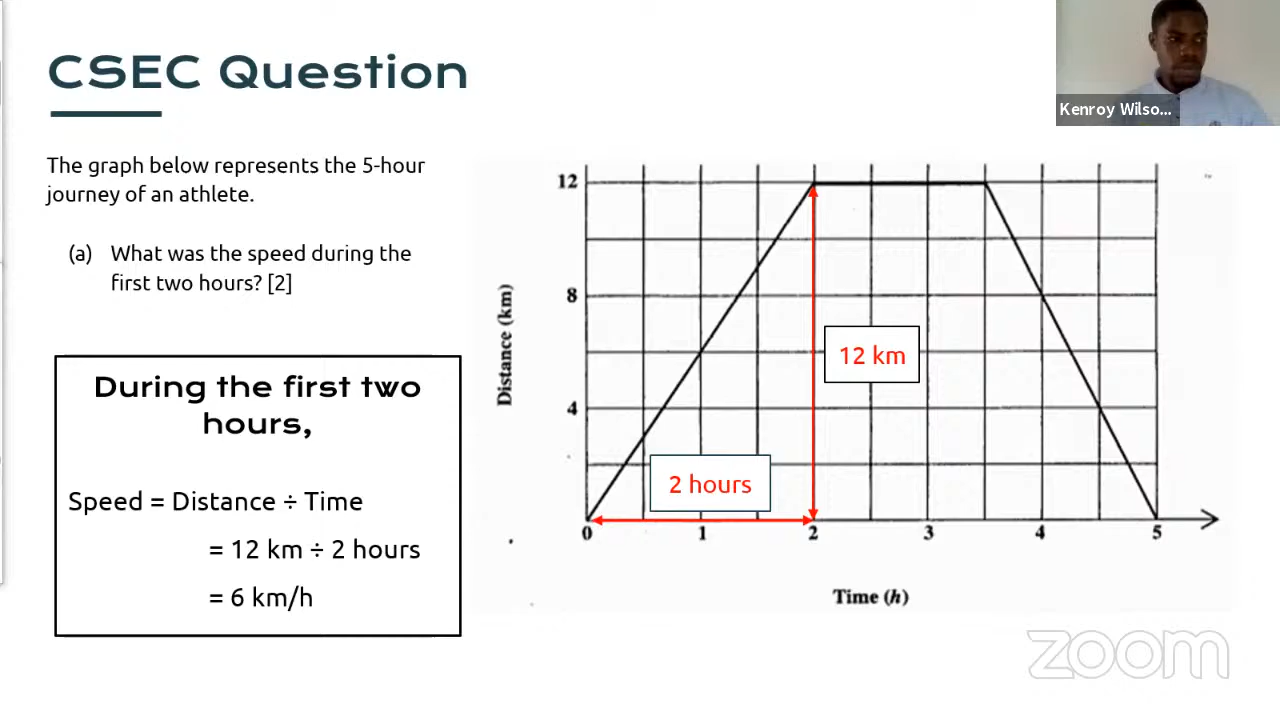 CSEC Question
Kenroy Wilso...
The graph below represents the 5-hour
journey of an athlete.
(a) What was the speed during the
first two hours? [2]
During the first two
hours,
Speed = Distance ÷ Time
= 12 km ÷ 2 hours
= 6 km/h
12
8
4
Distance (km)
12 km
2 hours
0 1 2 3 4 5
Time (h)
zoom